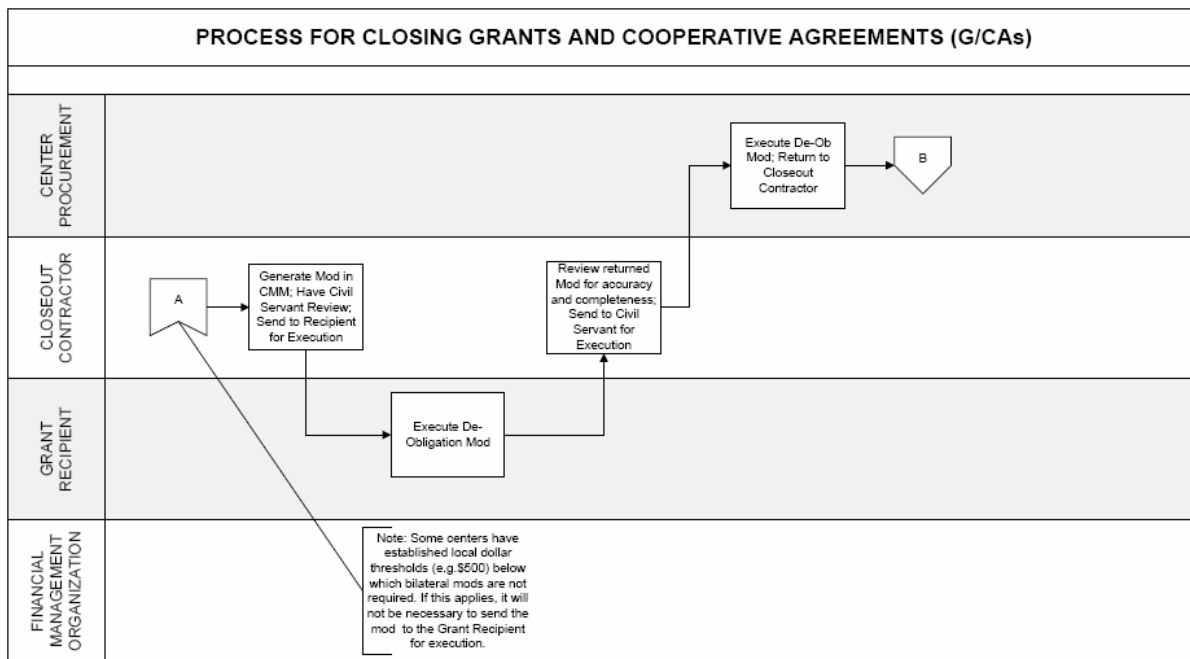 PROCESS FOR CLOSING GRANTS AND COOPERATIVE AGREEMENTS (G/CAs)
CENTER
PROCUREMENT
Execute De-Ob
Mod; Return to
Closeout
Contractor
B
CLOSEOUT
CONTRACTOR
A
Generate Mod in
CMM; Have Civil
Servant Review;
Send to Recipient
for Execution
Review returned
Mod for accuracy
and completeness;
Send to Civil
Servant for
Execution
GRANT
RECIPIENT
Execute De-
Obligation Mod
FINANCIAL
MANAGEMENT
ORGANIZATION
Note: Some centers have
established local dollar
thresholds (e.g.$500) below
which bilateral mods are not
required. If this applies, it will
not be necessary to send the
mod to the Grant Recipient
for execution.